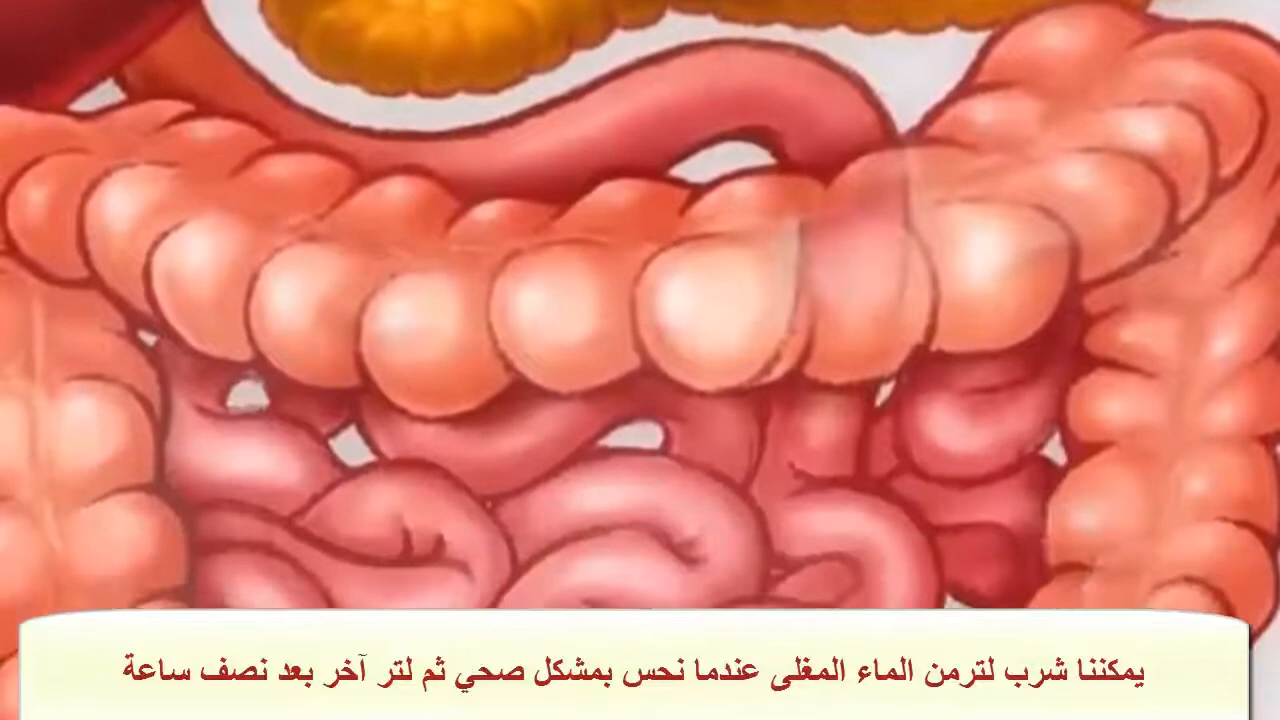 يمكننا شرب لترمن الماء المغلى عندما نحس بمشكل صحي ثم لتر آخر بعد نصف ساعة